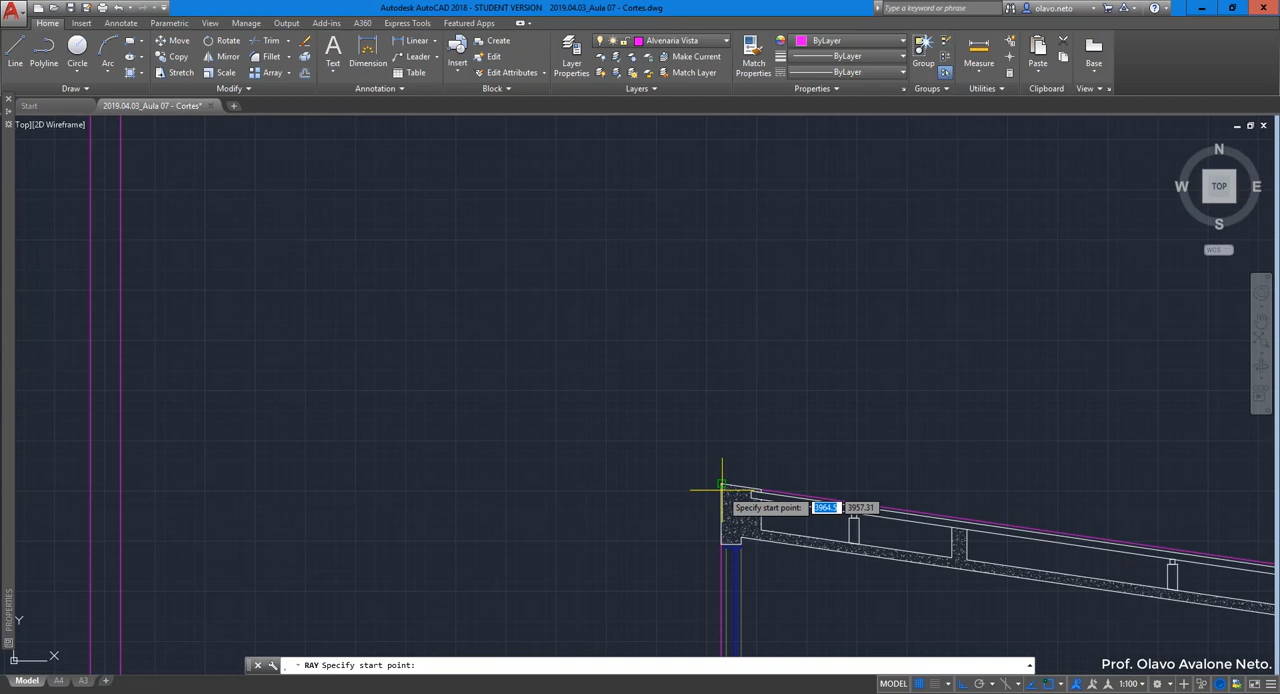 Autodesk AutoCAD 2018 - STUDENT VERSION 2019.04.03_Aula 07 - Cortes.dwg
Type a keyword or phrase
olavo.neto
Home Insert Annotate Parametric View Manage Output Add-ins A360 Express Tools Featured Apps
Line Polyline Circle Arc
Move Rotate Trim
Copy Mirror Fillet
Stretch Scale Array
Text Dimension
Linear
Leader
Table
Insert
Create
Edit
Edit Attributes
Layer Properties
Alvenaria Vista
Make Current
Match Layer
Match Properties
ByLayer
ByLayer
ByLayer
Group
Measure
Paste
Base
Draw Modify Annotation Block Layers Properties Groups Utilities Clipboard View
Start 2019.04.03_Aula 07 - Cortes*
Top][2D Wireframe]
N
W TOP E
S
WCS
Specify start point: 3964.5 3957.31
PROPERTIES
Y
X
RAY Specify start point:
Prof. Olavo Avalone Neto.
Model A4 A3
MODEL 1:100